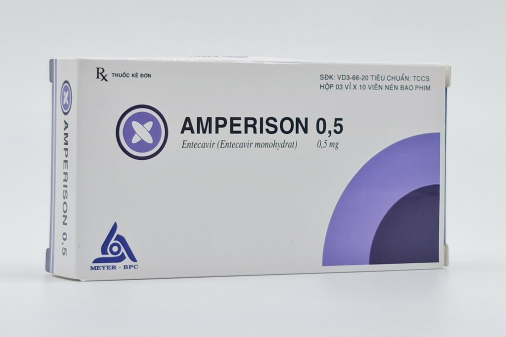 Rx THUỐC KÊ ĐƠN
SĐK: VD3-66-20 TIÊU CHUẨN: TCCS
HỘP 03 VỈ X 10 VIÊN NÉN BAO PHIM
AMPERISON 0,5
Entecavir (Entecavir monohydrat) 0,5 mg
MEYER - BPC
AMPERISON 0,5